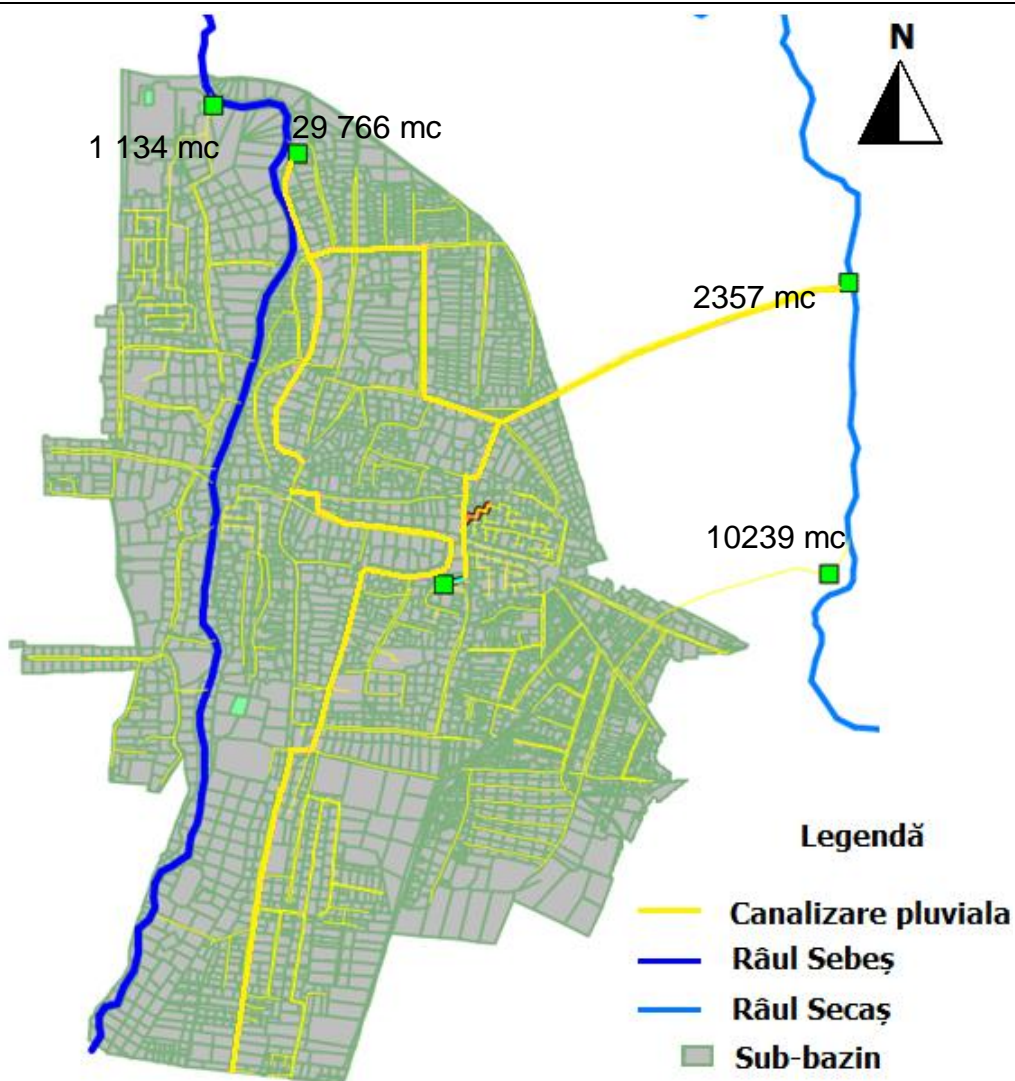 N
29 766 mc
1 134 mc
2357 mc
10239 mc
Legendă
Canalizare pluviala
Râul Sebeș
Râul Secaș
Sub-bazin